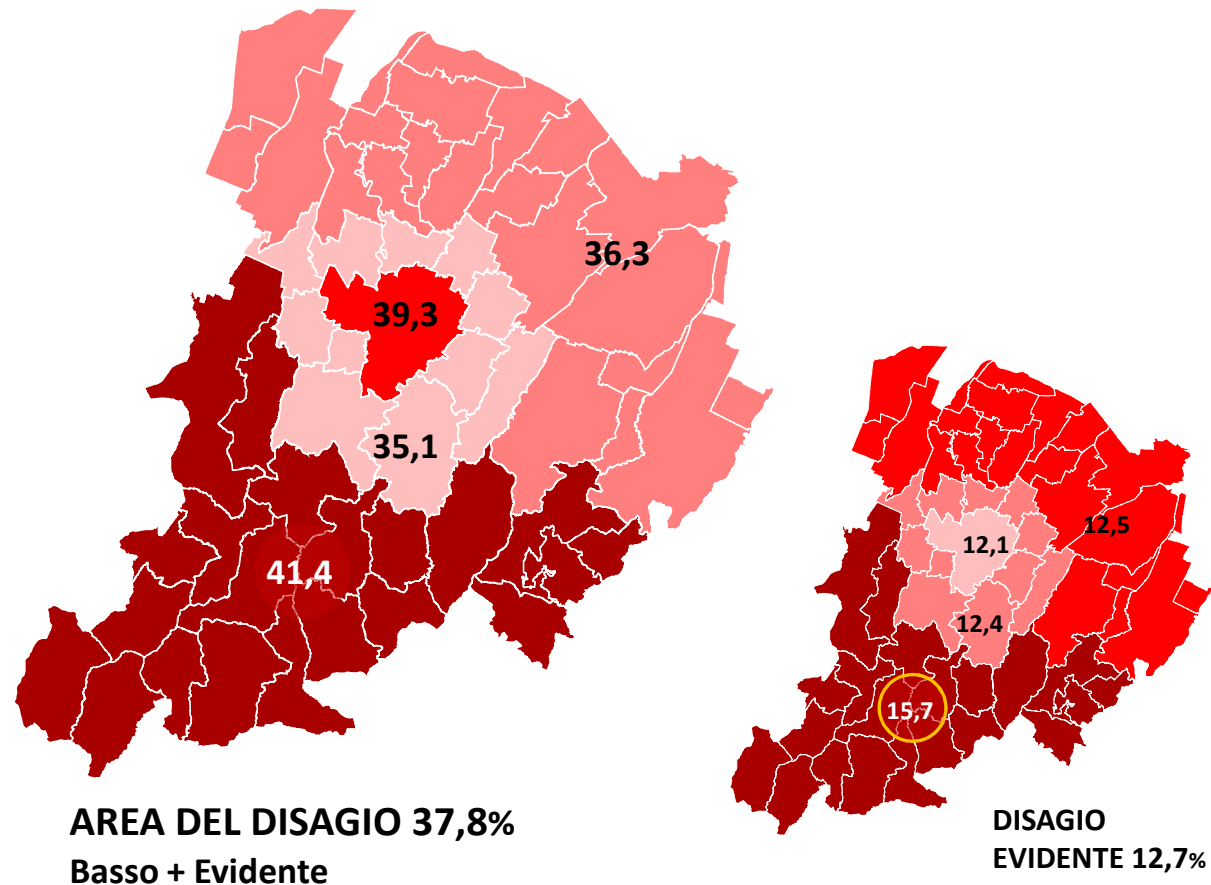 36,3
39,3
35,1
41,4
AREA DEL DISAGIO 37,8%
Basso + Evidente
12,5
12,1
12,4
15,7
DISAGIO
EVIDENTE 12,7%